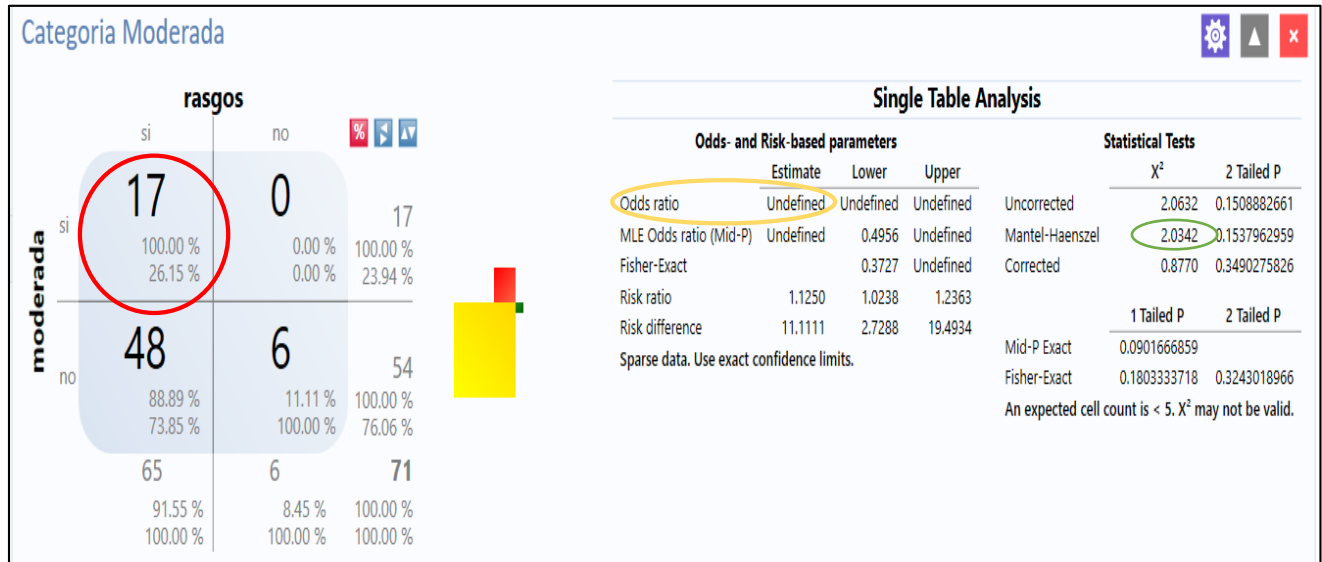 Categoria Moderada
rasgos
si no %
moderada
si 17 0 17
100.00 % 0.00 % 100.00 %
26.15 % 0.00 % 23.94 %
no 48 6 54
88.89 % 11.11 % 100.00 %
73.85 % 100.00 % 76.06 %
65 6 71
91.55 % 8.45 % 100.00 %
100.00 % 100.00 % 100.00 %
Single Table Analysis
Odds- and Risk-based parameters
Estimate Lower Upper
Odds ratio Undefined Undefined Undefined
MLE Odds ratio (Mid-P) Undefined 0.4956 Undefined
Fisher-Exact 0.3727 Undefined
Risk ratio 1.1250 1.0238 1.2363
Risk difference 11.1111 2.7288 19.4934
Sparse data. Use exact confidence limits.
Statistical Tests
X² 2 Tailed P
Uncorrected 2.0632 0.1508882661
Mantel-Haenszel 2.0342 0.1537962959
Corrected 0.8770 0.3490275826
1 Tailed P 2 Tailed P
Mid-P Exact 0.0901666859
Fisher-Exact 0.1803333718 0.3243018966
An expected cell count is < 5. X² may not be valid.